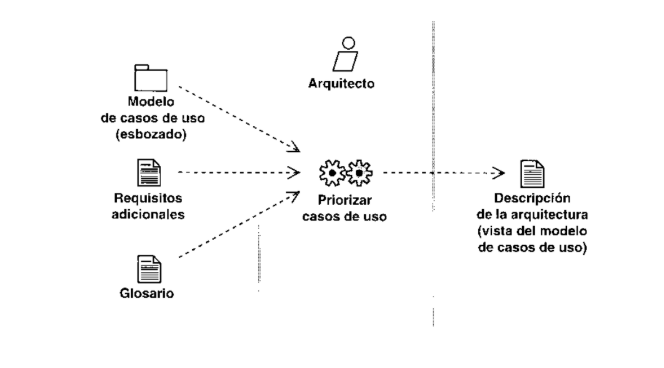 Arquitecto
Modelo
de casos de uso
(esbozado)
Requisitos
adicionales
Priorizar
casos de uso
Descripción
de la arquitectura
(vista del modelo
de casos de uso)
Glosario